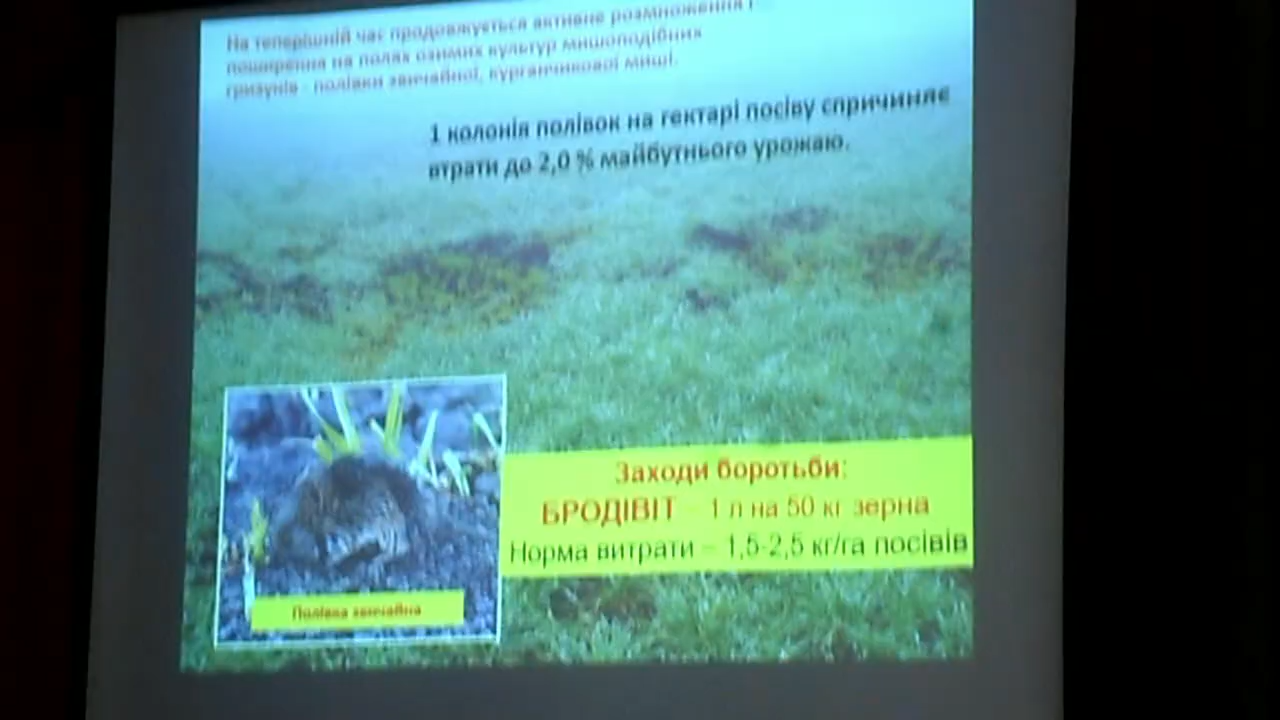 На теперішній час продовжується активне розмноження і
поширення на полях озимих культур мишоподібних
гризунів - полівки звичайної, курганчикової миші.
1 колонія полівок на гектарі посіву спричиняє
втрати до 2,0 % майбутнього урожаю.
Заходи боротьби:
БРОДІВІТ – 1 л на 50 кг зерна
Норма витрати – 1,5-2,5 кг/га посівів
Полівка звичайна